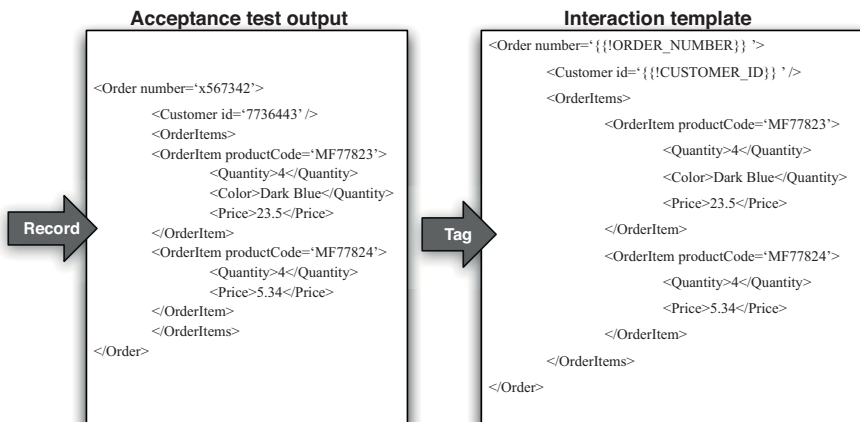 Acceptance test output
<Order number=‘x567342’>
<Customer id=‘7736443’ />
<OrderItems>
<OrderItem productCode=‘MF77823’>
<Quantity>4</Quantity>
<Color>Dark Blue</Quantity>
<Price>23.5</Price>
</OrderItem>
<OrderItem productCode=‘MF77824’>
<Quantity>4</Quantity>
<Price>5.34</Price>
</OrderItem>
</OrderItems>
</Order>
Record
Interaction template
<Order number=‘{{!ORDER_NUMBER}} ’>
<Customer id=‘{{!CUSTOMER_ID}} ’ />
<OrderItems>
<OrderItem productCode=‘MF77823’>
<Quantity>4</Quantity>
<Color>Dark Blue</Quantity>
<Price>23.5</Price>
</OrderItem>
<OrderItem productCode=‘MF77824’>
<Quantity>4</Quantity>
<Price>5.34</Price>
</OrderItem>
</OrderItems>
</Order>
Tag